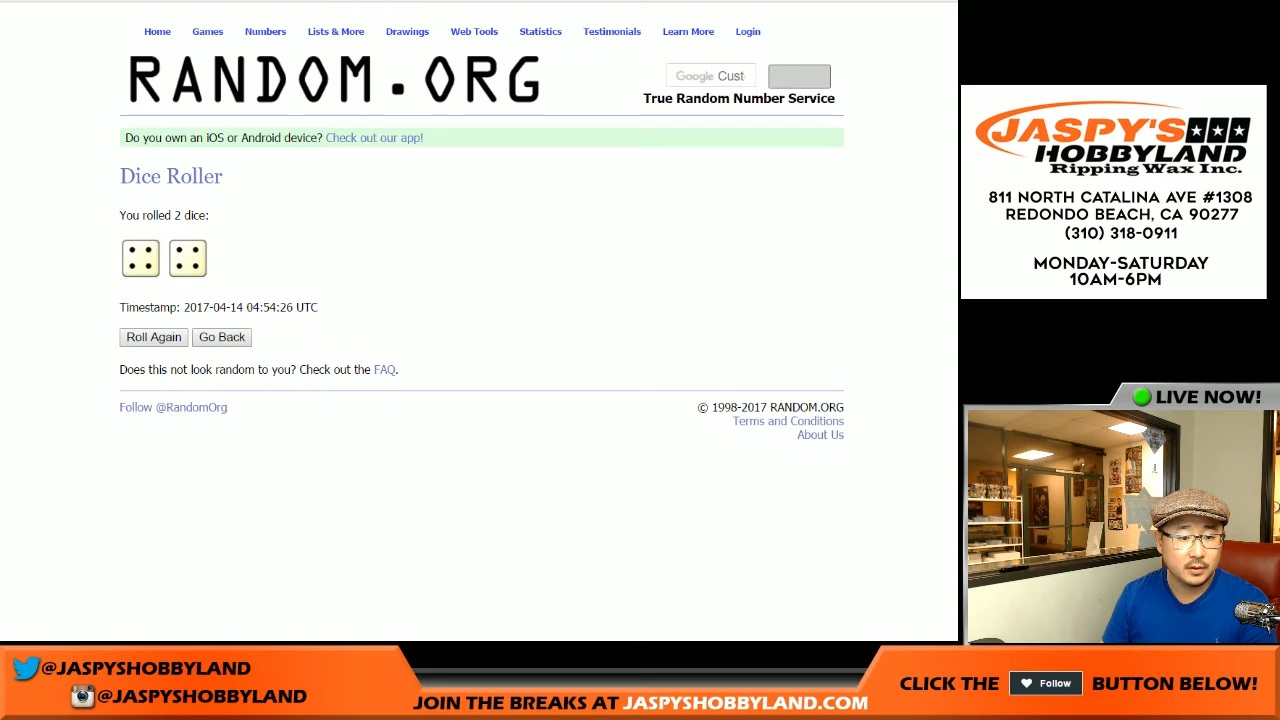 Home Games Numbers Lists & More Drawings Web Tools Statistics Testimonials Learn More Login
RANDOM.ORG
Google Cust
True Random Number Service
Do you own an iOS or Android device? Check out our app!
Dice Roller
You rolled 2 dice:
Timestamp: 2017-04-14 04:54:26 UTC
Roll Again Go Back
Does this not look random to you? Check out the FAQ.
Follow @RandomOrg
© 1998-2017 RANDOM.ORG
Terms and Conditions
About Us
JASPY'S
HOBBYLAND
Ripping Wax Inc.
811 NORTH CATALINA AVE #1308
REDONDO BEACH, CA 90277
(310) 318-0911
MONDAY-SATURDAY
10AM-6PM
LIVE NOW!
@JASPYSHOBBYLAND
@JASPYSHOBBYLAND
JOIN THE BREAKS AT JASPYSHOBBYLAND.COM
CLICK THE Follow BUTTON BELOW!